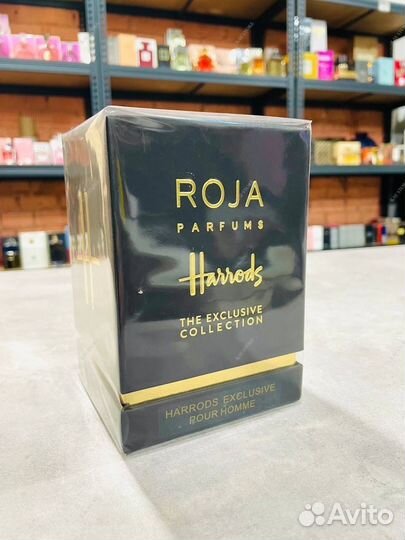 ROJA
PARFUMS
Harrods
THE EXCLUSIVE
COLLECTION
HARRODS EXCLUSIVE
POUR HOMME
Avito